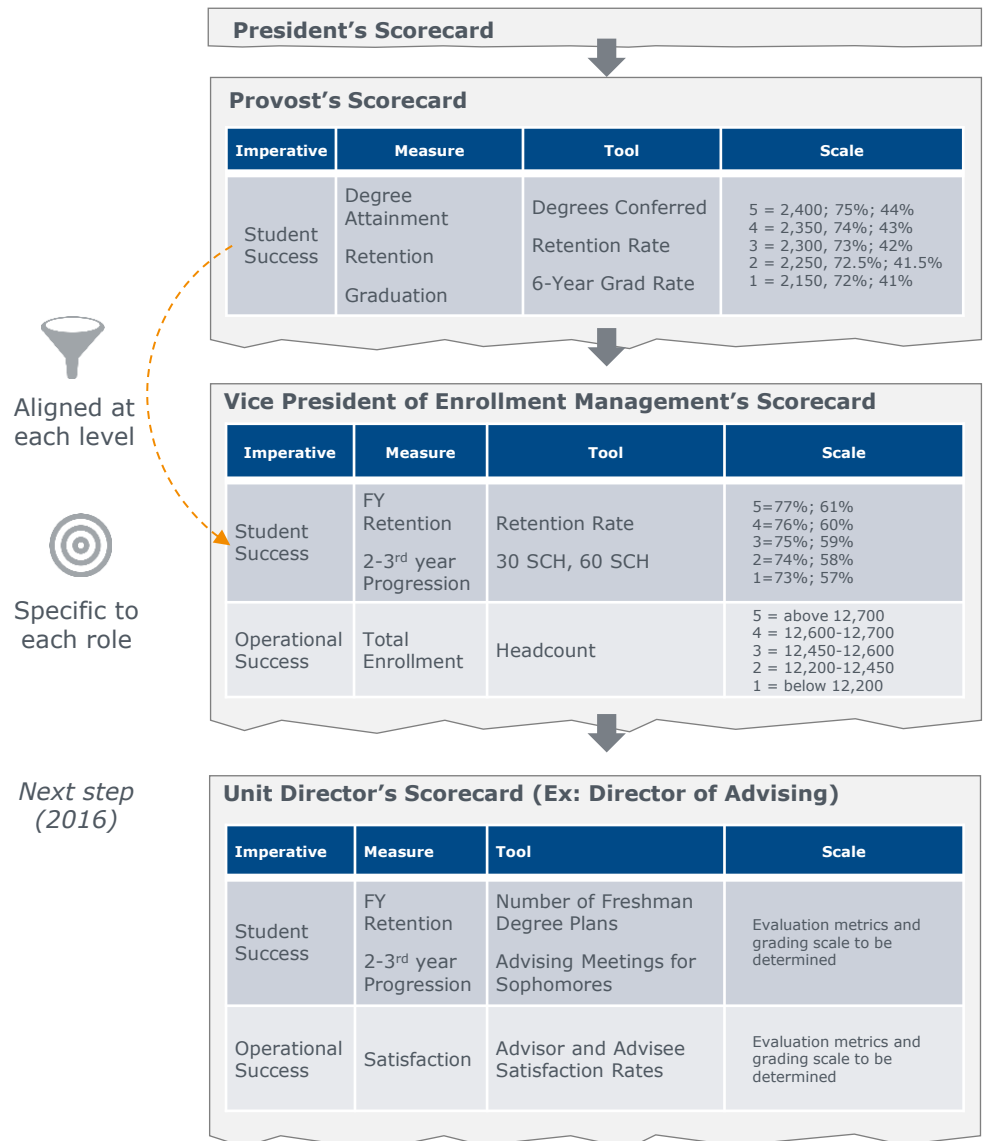 President's Scorecard
Provost's Scorecard
Imperative
Measure
Tool
Scale
Student
Success
Degree
Attainment
Retention
Graduation
Degrees Conferred
Retention Rate
6-Year Grad Rate
5 = 2,400; 75%; 44%
4 = 2,350, 74%; 43%
3 = 2,300, 73%; 42%
2 = 2,250, 72.5%; 41.5%
1 = 2,150, 72%; 41%
Aligned at
each level
Specific to
each role
Vice President of Enrollment Management's Scorecard
Imperative
Measure
Tool
Scale
Student
Success
FY
Retention
2-3rd year
Progression
Retention Rate
30 SCH, 60 SCH
5=77%; 61%
4=76%; 60%
3=75%; 59%
2=74%; 58%
1=73%; 57%
Operational
Success
Total
Enrollment
Headcount
5 = above 12,700
4 = 12,600-12,700
3 = 12,450-12,600
2 = 12,200-12,450
1 = below 12,200
Next step
(2016)
Unit Director's Scorecard (Ex: Director of Advising)
Imperative
Measure
Tool
Scale
Student
Success
FY
Retention
2-3rd year
Progression
Number of Freshman
Degree Plans
Advising Meetings for
Sophomores
Evaluation metrics and
grading scale to be
determined
Operational
Success
Satisfaction
Advisor and Advisee
Satisfaction Rates
Evaluation metrics and
grading scale to be
determined